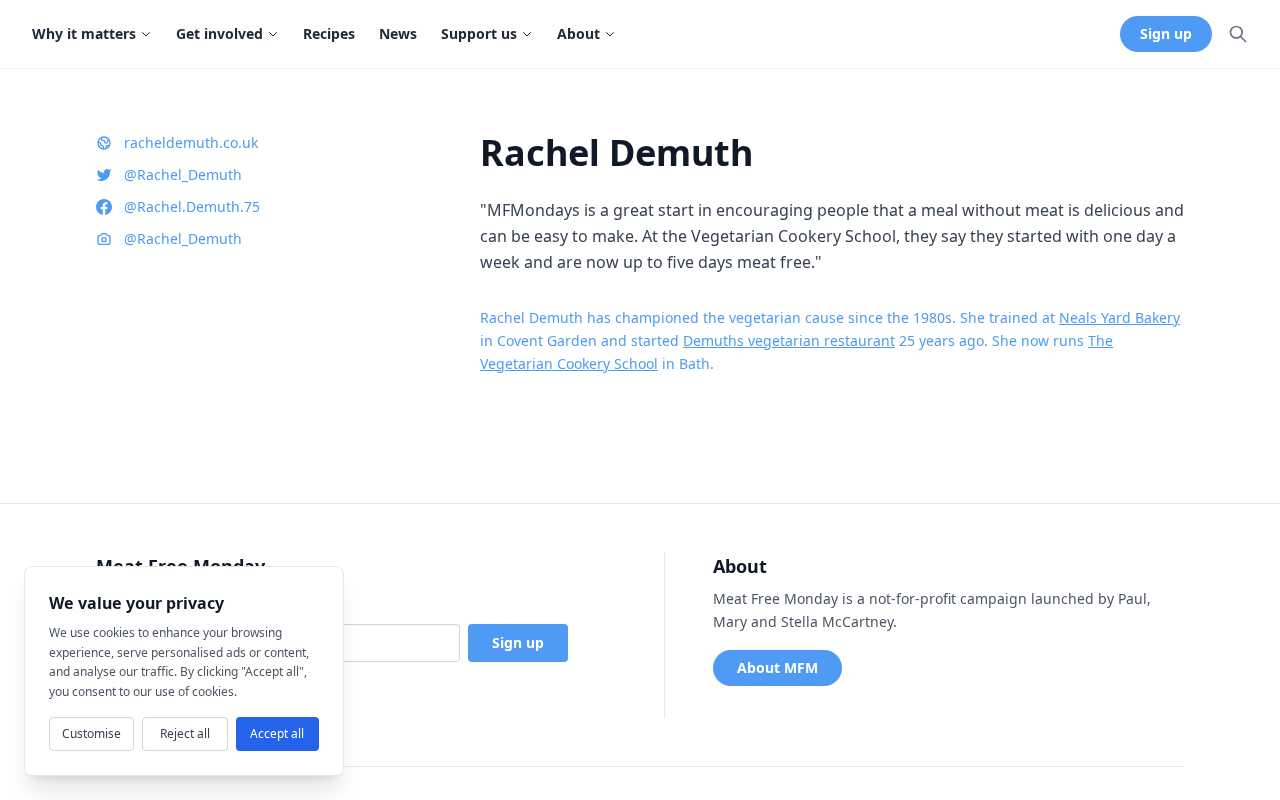 Why it matters
Get involved
Recipes
News
Support us
About
Sign up
racheldemuth.co.uk
@Rachel_Demuth
@Rachel.Demuth.75
@Rachel_Demuth
Rachel Demuth
"MFMondays is a great start in encouraging people that a meal without meat is delicious and
can be easy to make. At the Vegetarian Cookery School, they say they started with one day a
week and are now up to five days meat free."
Rachel Demuth has championed the vegetarian cause since the 1980s. She trained at Neals Yard Bakery
in Covent Garden and started Demuths vegetarian restaurant 25 years ago. She now runs The
Vegetarian Cookery School in Bath.
Meat Free Monday
Sign up
About
Meat Free Monday is a not-for-profit campaign launched by Paul,
Mary and Stella McCartney.
About MFM
We value your privacy
We use cookies to enhance your browsing
experience, serve personalised ads or content,
and analyse our traffic. By clicking "Accept all",
you consent to our use of cookies.
Customise
Reject all
Accept all